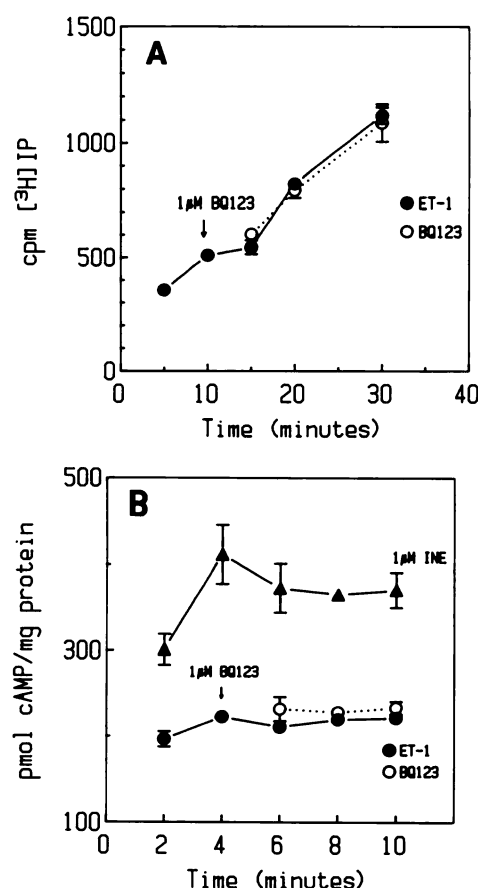 A
1500
1000
500
0
cpm [³H]IP
1µM BQ123
↓
● ET-1
○ BQ123
0 10 20 30 40
Time (minutes)
B
500
300
100
pmol cAMP/mg protein
1µM INE
1µM BQ123
↓
● ET-1
○ BQ123
2 4 6 8 10
Time (minutes)